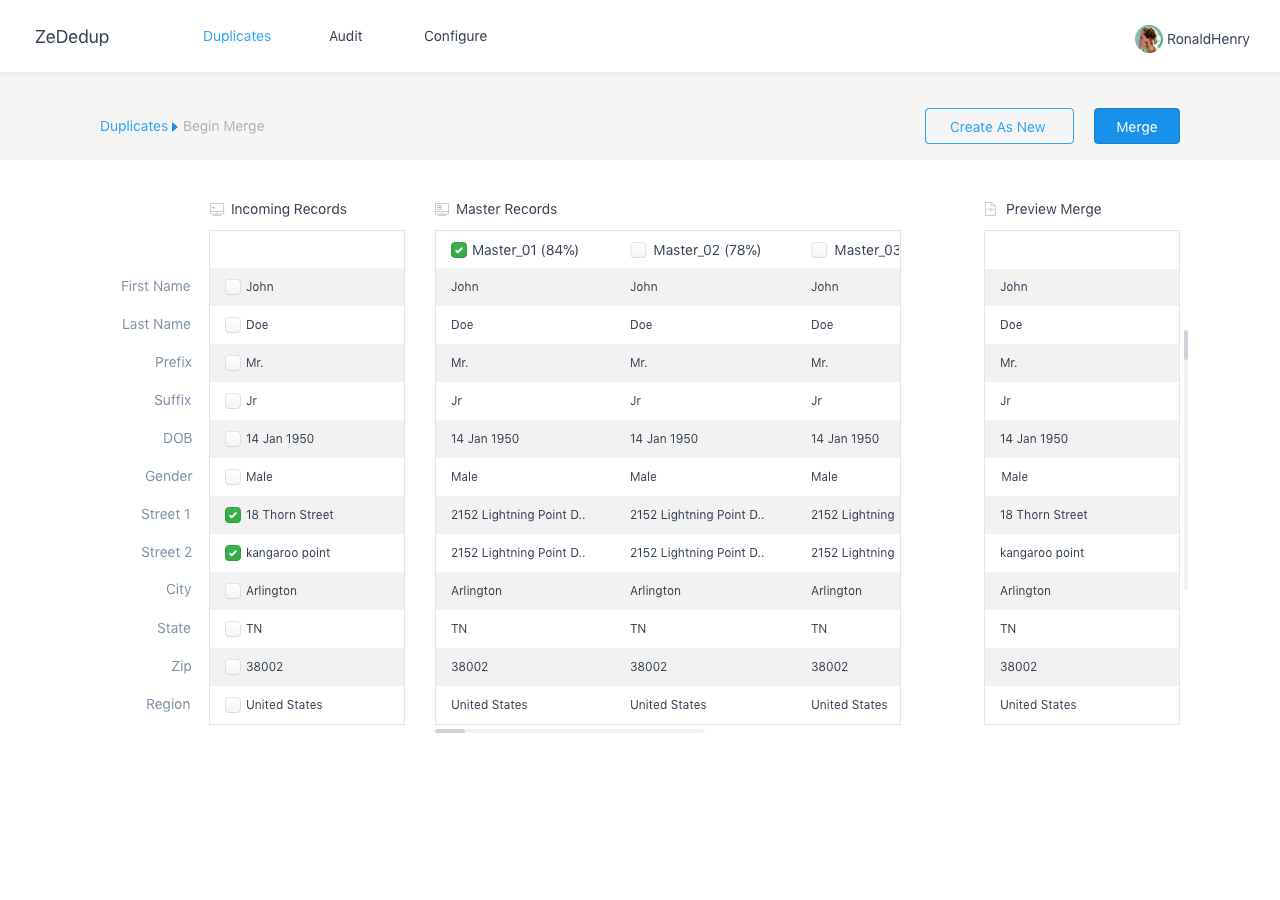 ZeDedup Duplicates Audit Configure RonaldHenry
Duplicates Begin Merge Create As New Merge
Incoming Records Master Records Preview Merge
Master_01 (84%) Master_02 (78%) Master_03
First Name John John John John John
Last Name Doe Doe Doe Doe Doe
Prefix Mr. Mr. Mr. Mr. Mr.
Suffix Jr Jr Jr Jr Jr
DOB 14 Jan 1950 14 Jan 1950 14 Jan 1950 14 Jan 1950 14 Jan 1950
Gender Male Male Male Male Male
Street 1 18 Thorn Street 2152 Lightning Point D.. 2152 Lightning Point D.. 2152 Lightning 18 Thorn Street
Street 2 kangaroo point 2152 Lightning Point D.. 2152 Lightning Point D.. 2152 Lightning kangaroo point
City Arlington Arlington Arlington Arlington Arlington
State TN TN TN TN TN
Zip 38002 38002 38002 38002 38002
Region United States United States United States United States United States